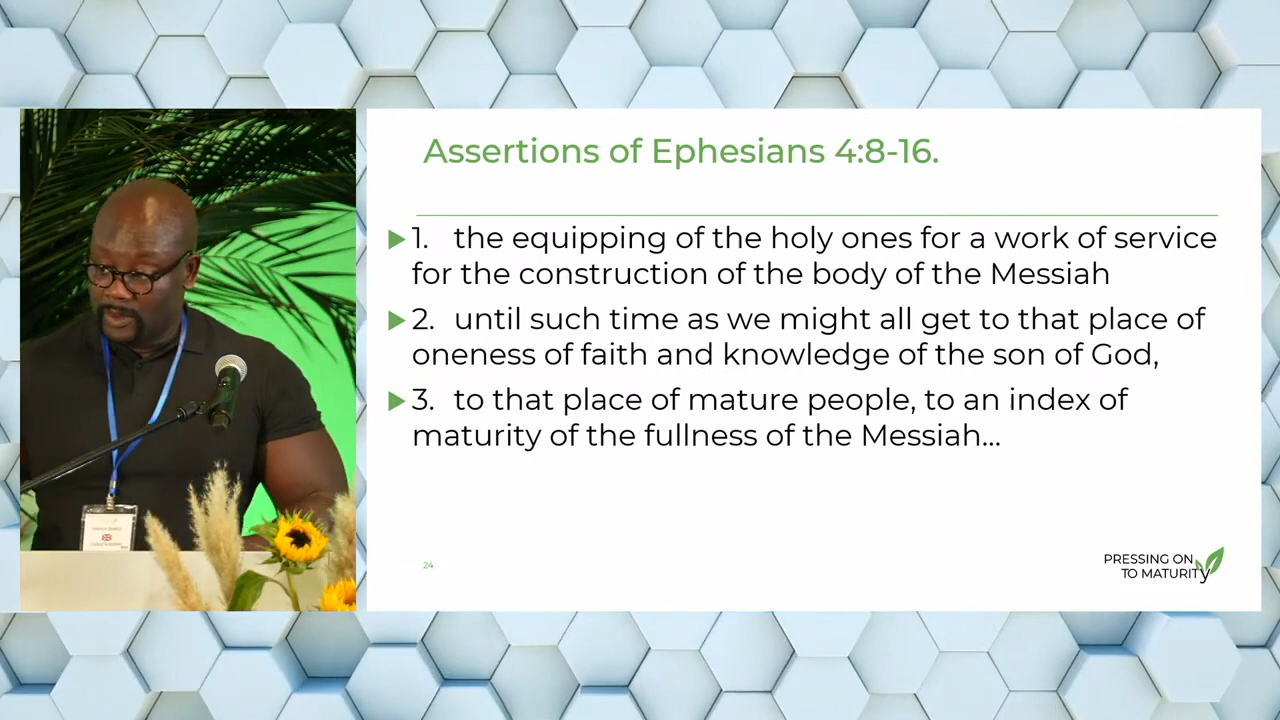 Assertions of Ephesians 4:8-16.
1. the equipping of the holy ones for a work of service
for the construction of the body of the Messiah
2. until such time as we might all get to that place of
oneness of faith and knowledge of the son of God,
3. to that place of mature people, to an index of
maturity of the fullness of the Messiah...
24
PRESSING ON
TO MATURITy